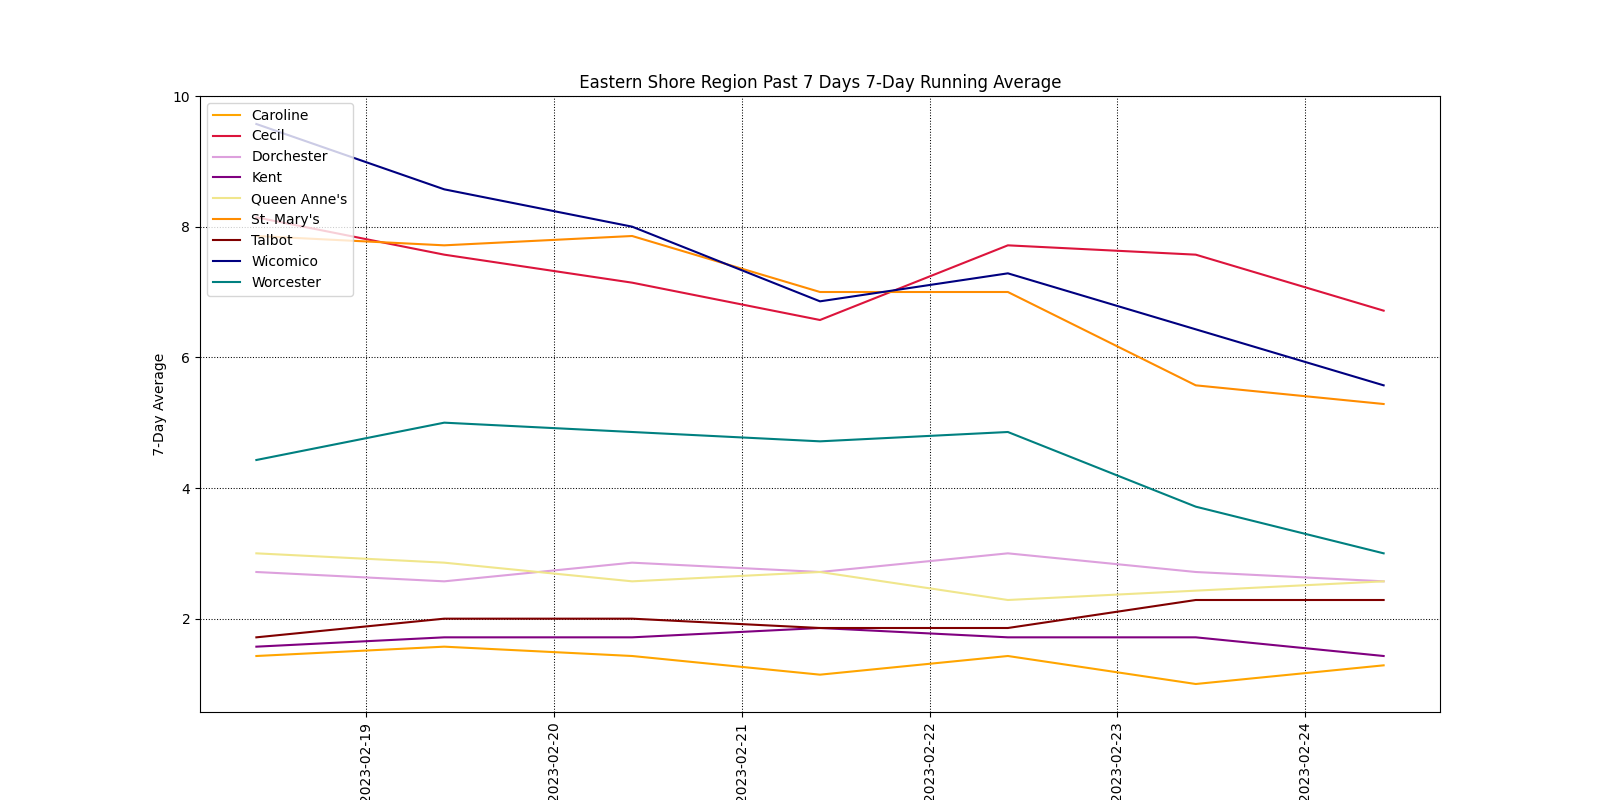 Eastern Shore Region Past 7 Days 7-Day Running Average
7-Day Average
10
8
6
4
2
Caroline
Cecil
Dorchester
Kent
Queen Anne's
St. Mary's
Talbot
Wicomico
Worcester
2023-02-19
2023-02-20
2023-02-21
2023-02-22
2023-02-23
2023-02-24